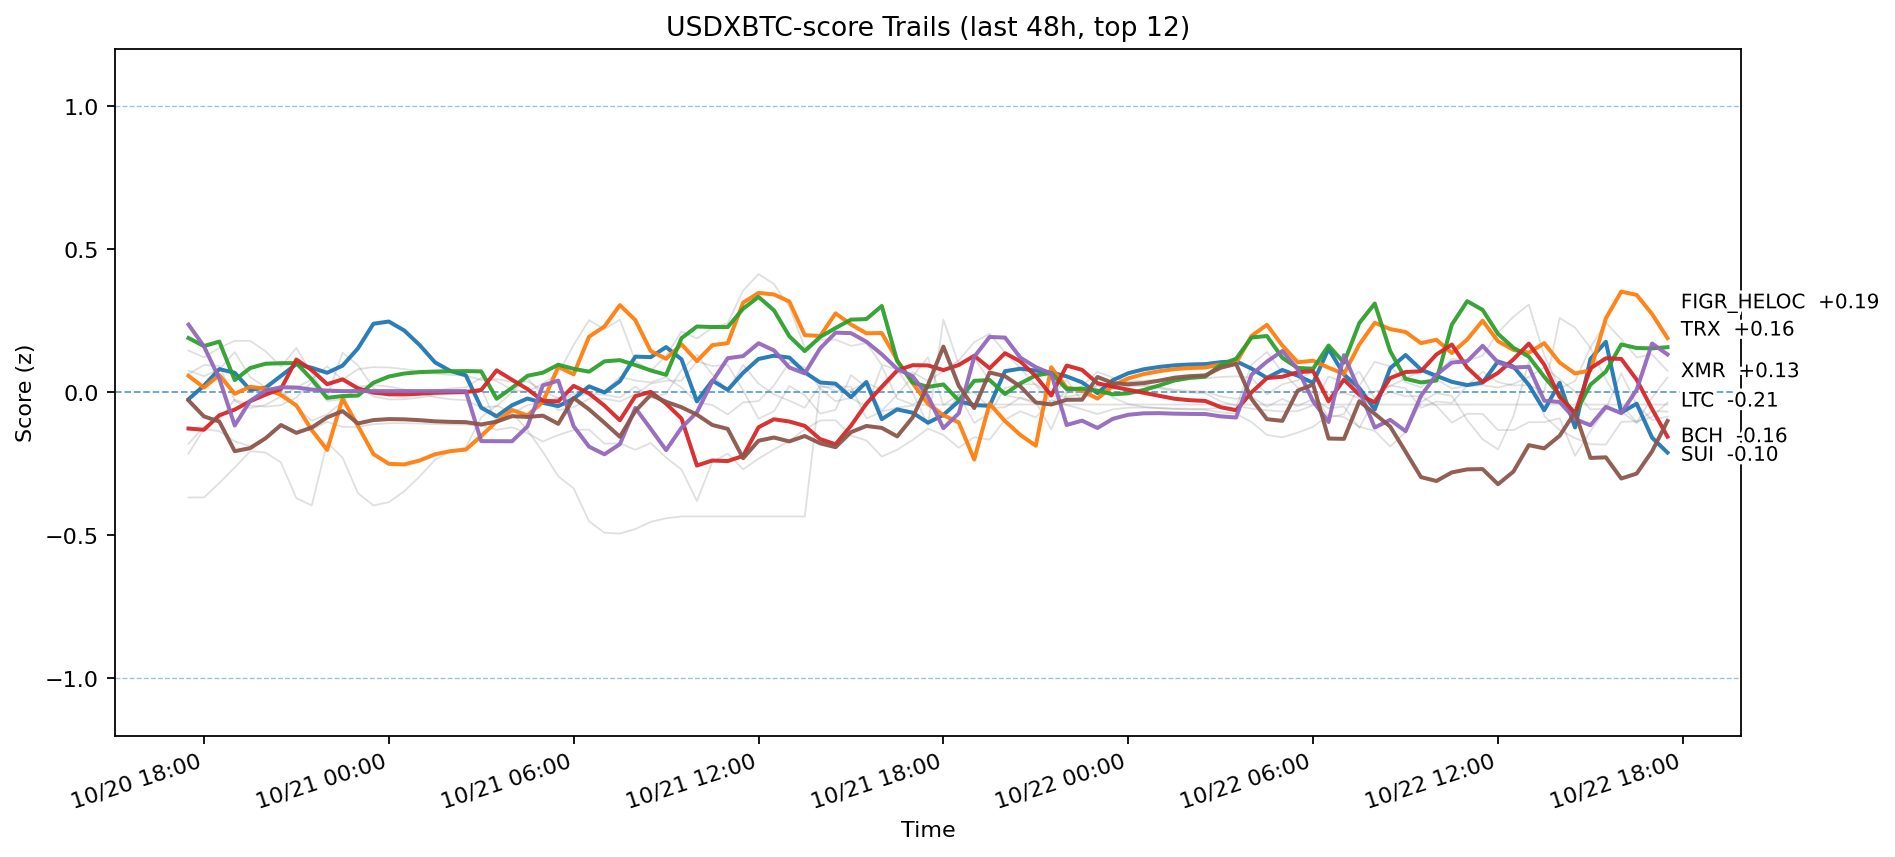 USDXBTC-score Trails (last 48h, top 12)
Score (z)
1.0
0.5
0.0
−0.5
−1.0
FIGR_HELOC +0.19
TRX +0.16
XMR +0.13
LTC -0.21
BCH -0.16
SUI -0.10
10/20 18:00
10/21 00:00
10/21 06:00
10/21 12:00
10/21 18:00
10/22 00:00
10/22 06:00
10/22 12:00
10/22 18:00
Time